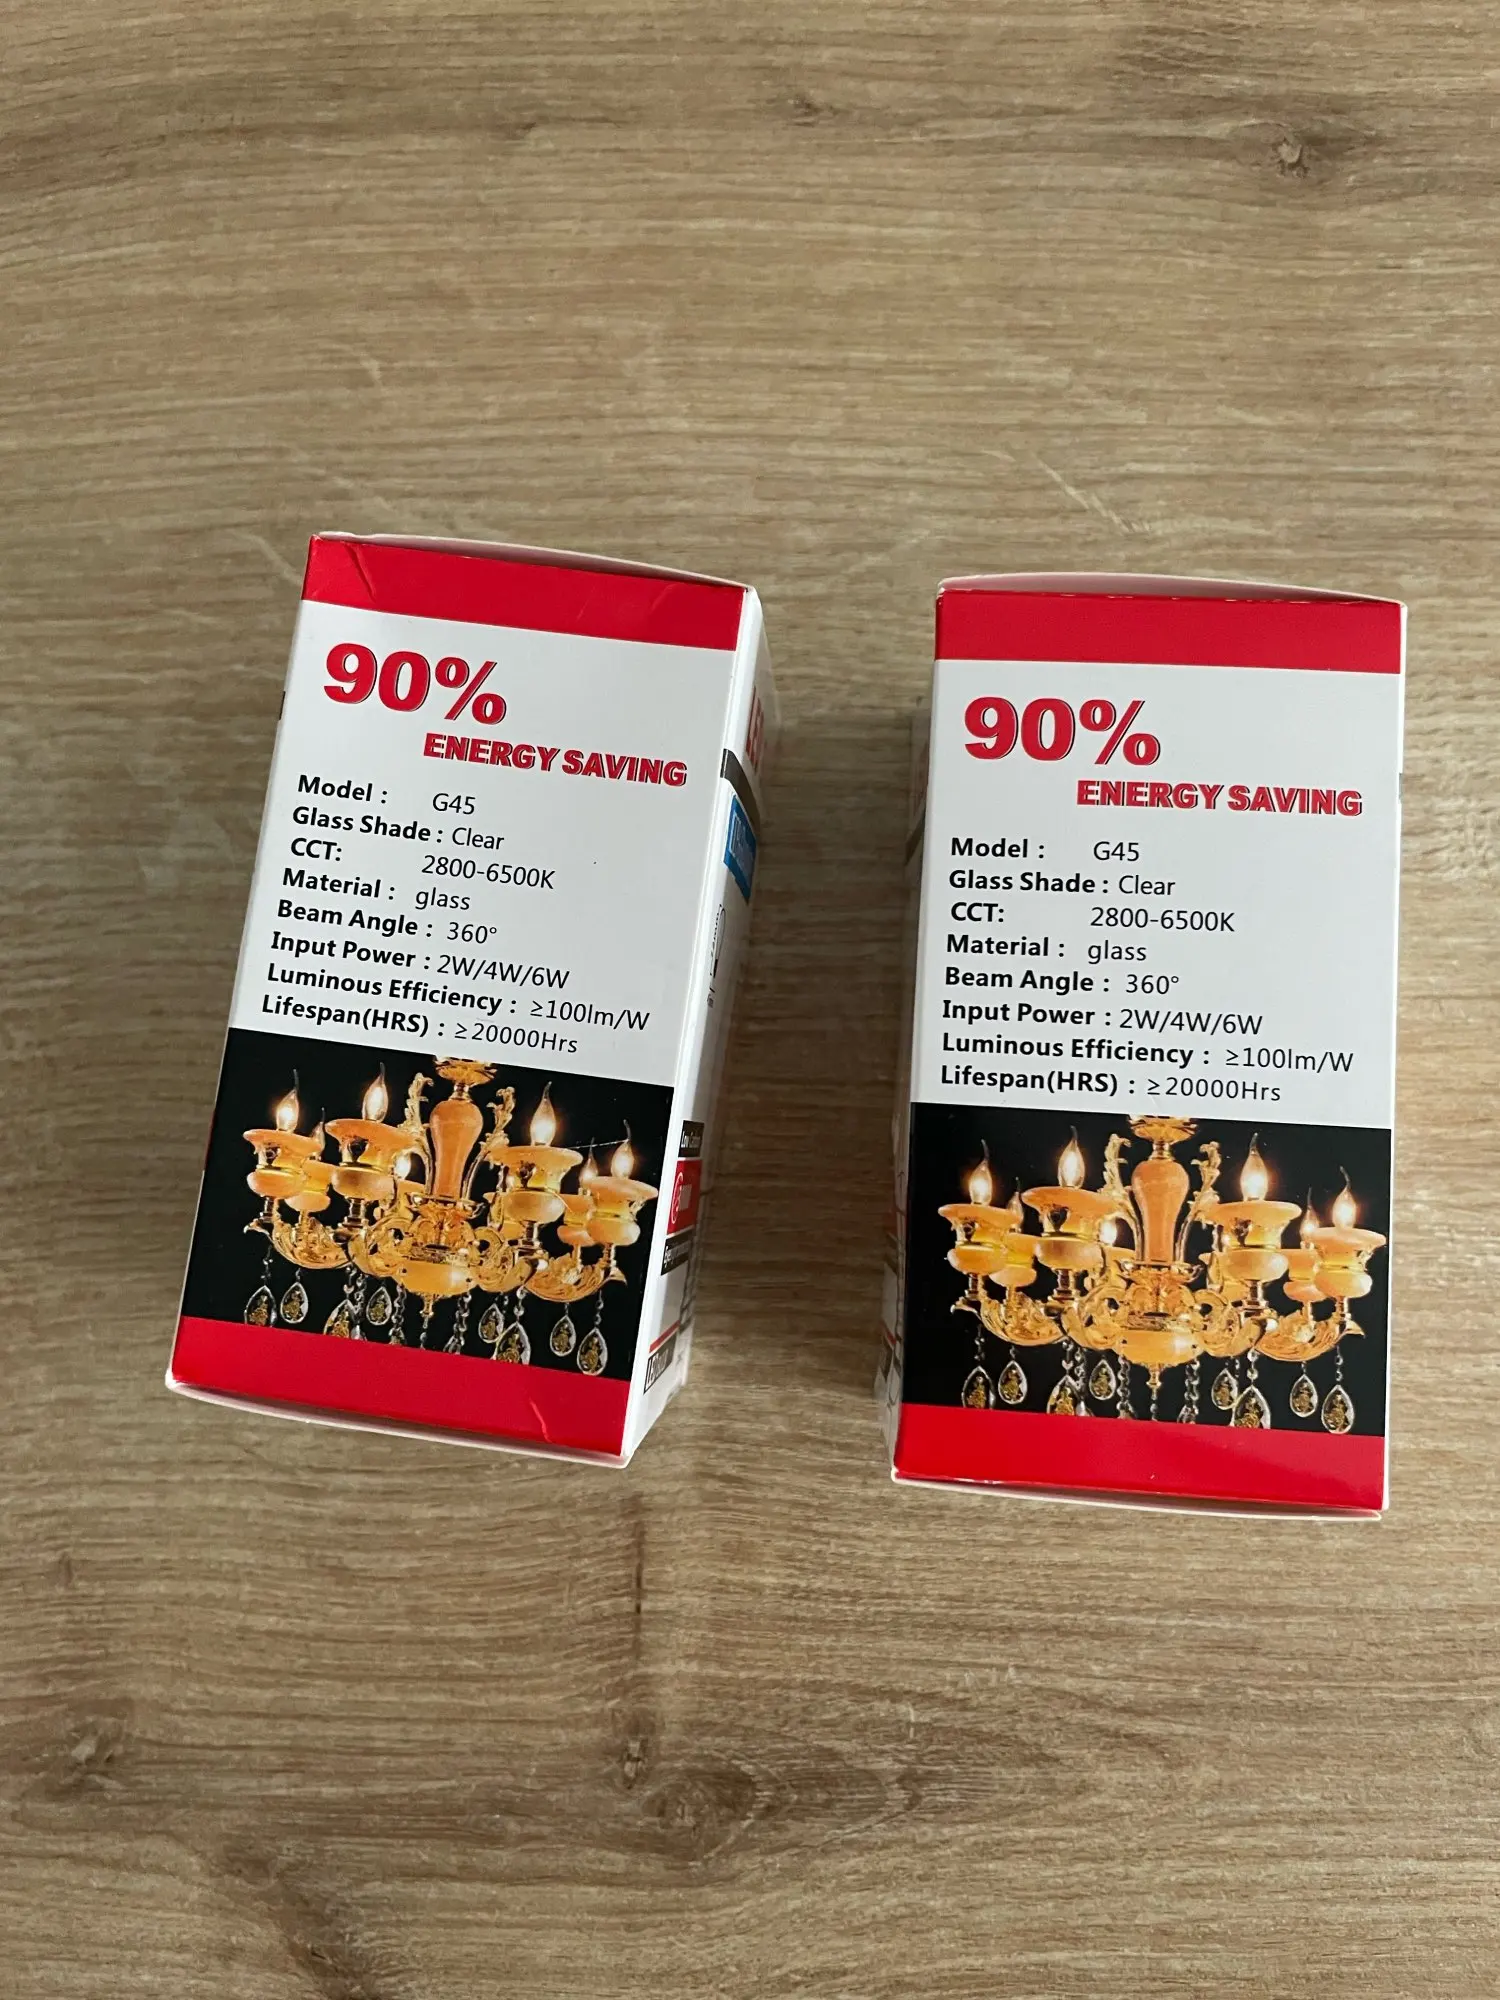 90%
ENERGY SAVING
Model : G45
Glass Shade : Clear
CCT: 2800-6500K
Material : glass
Beam Angle : 360°
Input Power : 2W/4W/6W
Luminous Efficiency : ≥100lm/W
Lifespan(HRS) : ≥20000Hrs
90%
ENERGY SAVING
Model : G45
Glass Shade : Clear
CCT: 2800-6500K
Material : glass
Beam Angle : 360°
Input Power : 2W/4W/6W
Luminous Efficiency : ≥100lm/W
Lifespan(HRS) : ≥20000Hrs